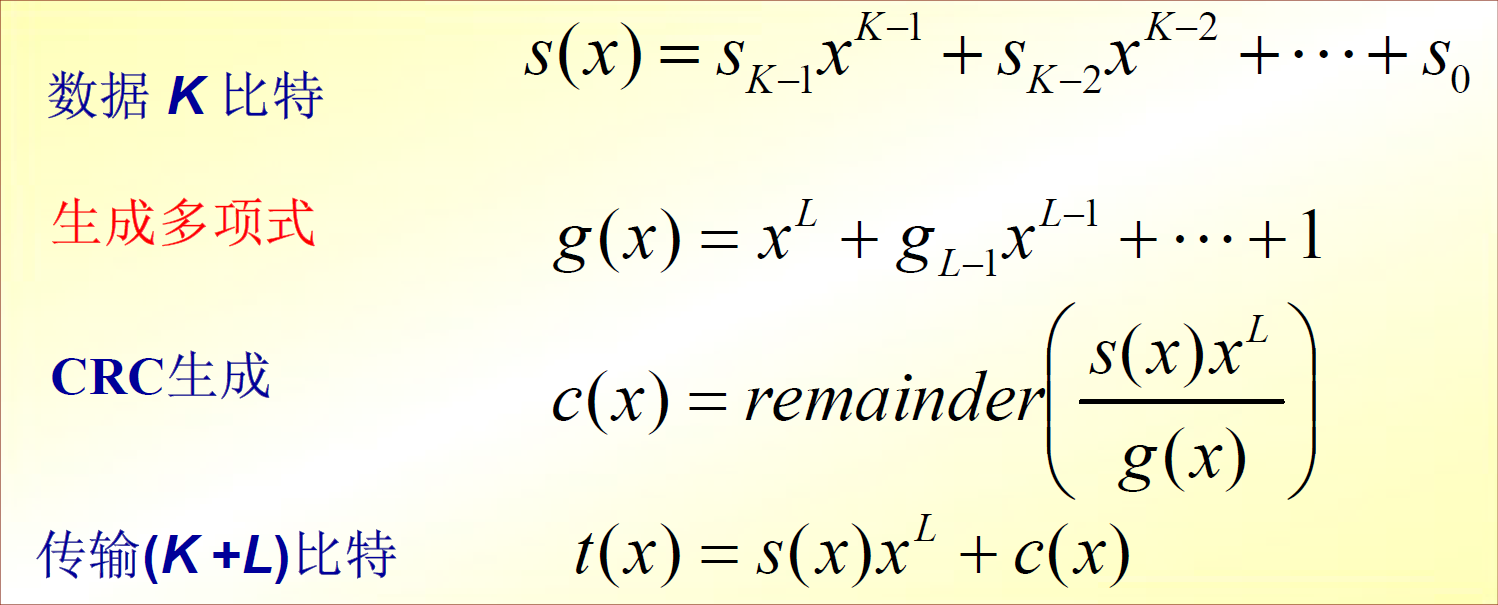 数据 K 比特 s(x) = s_{K-1}x^{K-1} + s_{K-2}x^{K-2} + ⋯ + s_0
生成多项式 g(x) = x^L + g_{L-1}x^{L-1} + ⋯ + 1
CRC生成 c(x) = remainder(s(x)x^L / g(x))
传输(K +L)比特 t(x) = s(x)x^L + c(x)